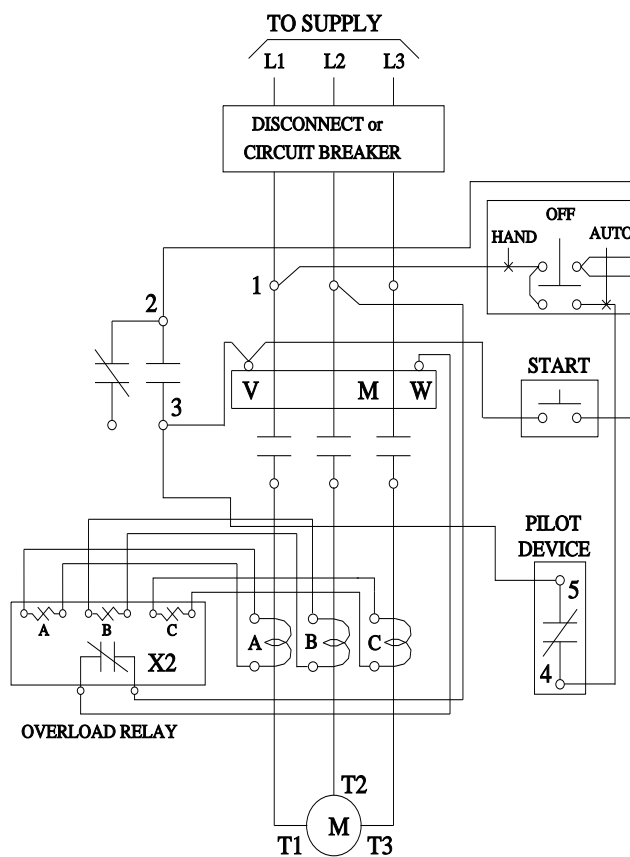 TO SUPPLY
L1 L2 L3
DISCONNECT or
CIRCUIT BREAKER
OFF
HAND AUTO
1
2
V M W
START
3
PILOT
DEVICE
5
A B C
A B C
X2
4
OVERLOAD RELAY
T2
M
T1 T3